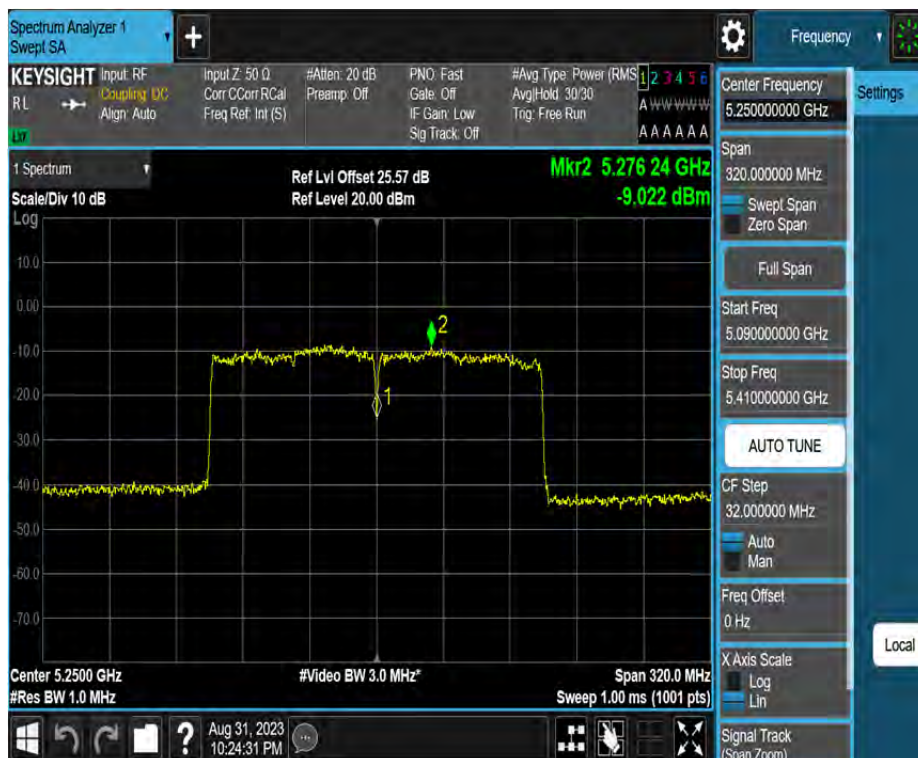 Spectrum Analyzer 1
Swept SA
Frequency
KEYSIGHT
RL
LXI
Input: RF
Coupling: DC
Align: Auto
Input Z: 50 Ω
Corr CCorr RCal
Freq Ref: Int (S)
#Atten: 20 dB
Preamp: Off
PNO: Fast
Gate: Off
IF Gain: Low
Sig Track: Off
#Avg Type: Power (RMS
Avg|Hold: 30/30
Trig: Free Run
1 2 3 4 5 6
A W W W W W
A A A A A A
Center Frequency
5.250000000 GHz
Settings
Span
320.000000 MHz
Swept Span
Zero Span
Full Span
Start Freq
5.090000000 GHz
Stop Freq
5.410000000 GHz
AUTO TUNE
CF Step
32.000000 MHz
Auto
Man
Freq Offset
0 Hz
X Axis Scale
Log
Lin
Local
Signal Track
(Span Zoom)
1 Spectrum
Scale/Div 10 dB
Log
Ref Lvl Offset 25.57 dB
Ref Level 20.00 dBm
Mkr2 5.276 24 GHz
-9.022 dBm
10.0
0.00
-10.0
-20.0
-30.0
-40.0
-50.0
-60.0
-70.0
2
1
Center 5.2500 GHz
#Res BW 1.0 MHz
#Video BW 3.0 MHz*
Span 320.0 MHz
Sweep 1.00 ms (1001 pts)
?
Aug 31, 2023
10:24:31 PM